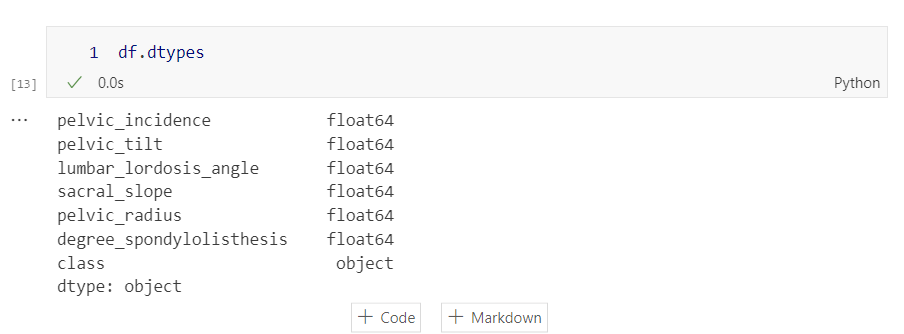 1 df.dtypes
[13] ✓ 0.0s Python
... pelvic_incidence float64
pelvic_tilt float64
lumbar_lordosis_angle float64
sacral_slope float64
pelvic_radius float64
degree_spondylolisthesis float64
class object
dtype: object
+ Code + Markdown